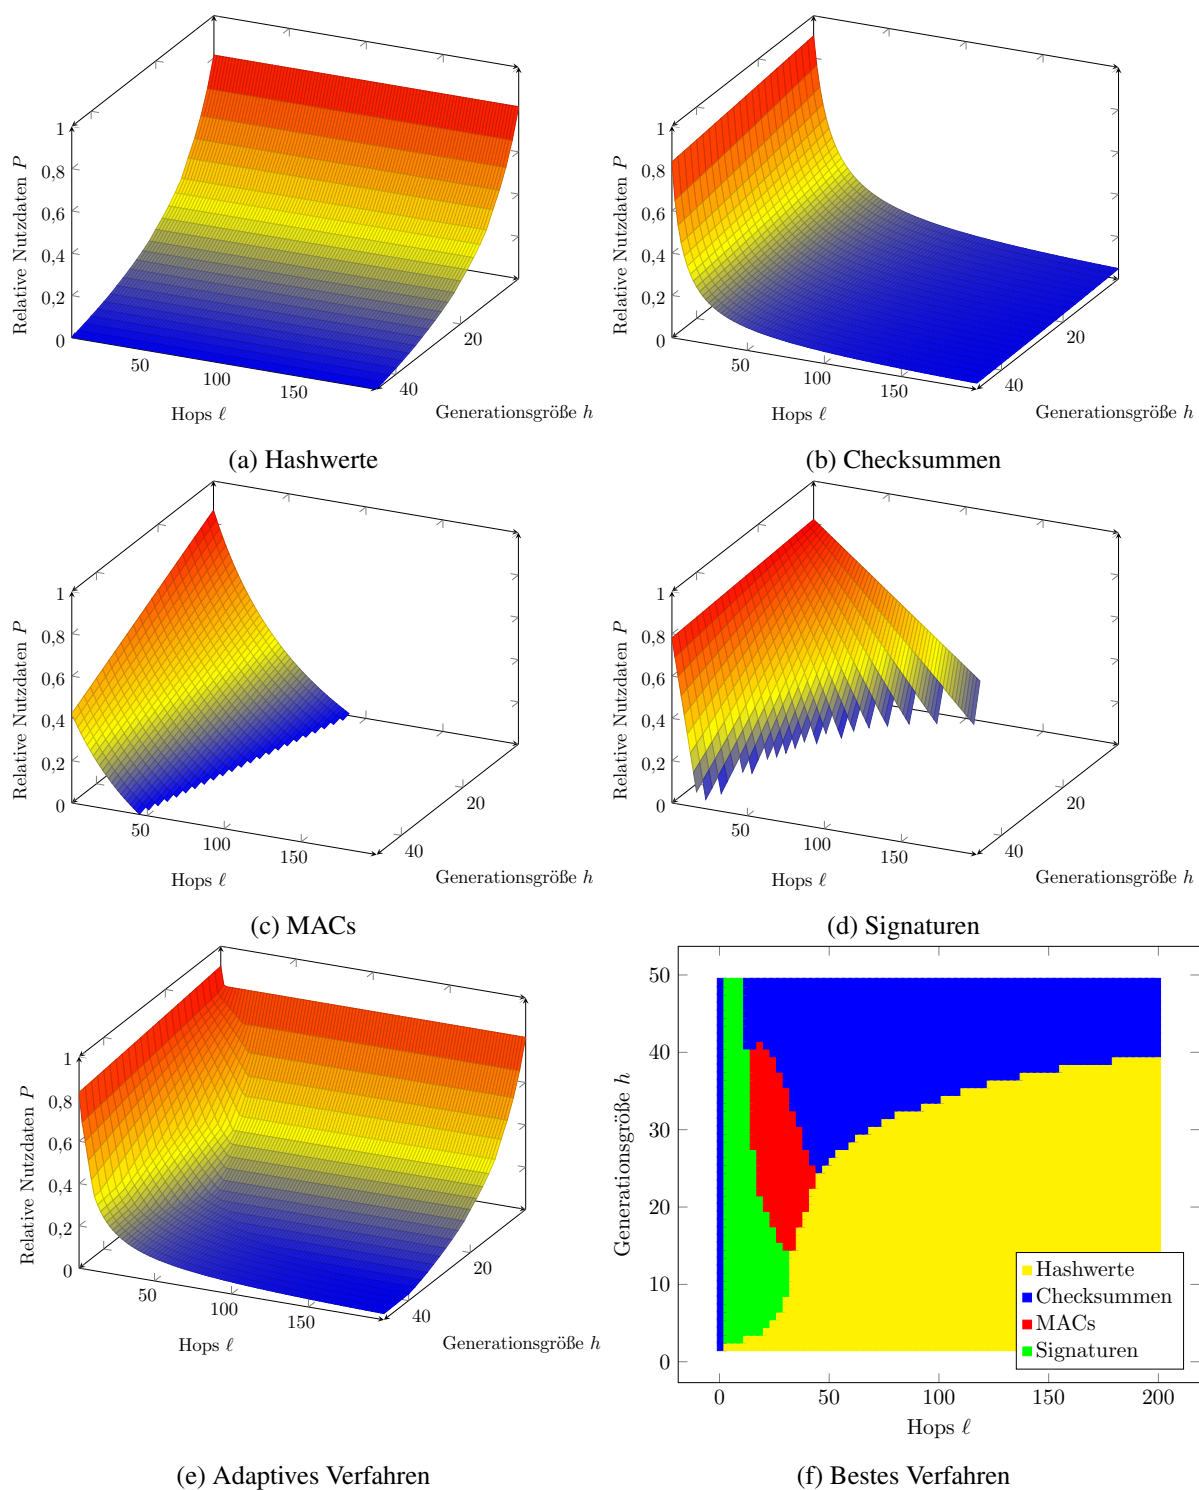 1
0,8
0,6
0,4
0,2
0
Relative Nutzdaten P
50
100
150
Hops ℓ
20
40
Generationsgröße h
(a) Hashwerte
1
0,8
0,6
0,4
0,2
0
Relative Nutzdaten P
50
100
150
Hops ℓ
20
40
Generationsgröße h
(b) Checksummen
1
0,8
0,6
0,4
0,2
0
Relative Nutzdaten P
50
100
150
Hops ℓ
20
40
Generationsgröße h
(c) MACs
1
0,8
0,6
0,4
0,2
0
Relative Nutzdaten P
50
100
150
Hops ℓ
20
40
Generationsgröße h
(d) Signaturen
1
0,8
0,6
0,4
0,2
0
Relative Nutzdaten P
50
100
150
Hops ℓ
20
40
Generationsgröße h
(e) Adaptives Verfahren
50
40
30
20
10
0
Generationsgröße h
Hashwerte
Checksummen
MACs
Signaturen
0
50
100
150
200
Hops ℓ
(f) Bestes Verfahren